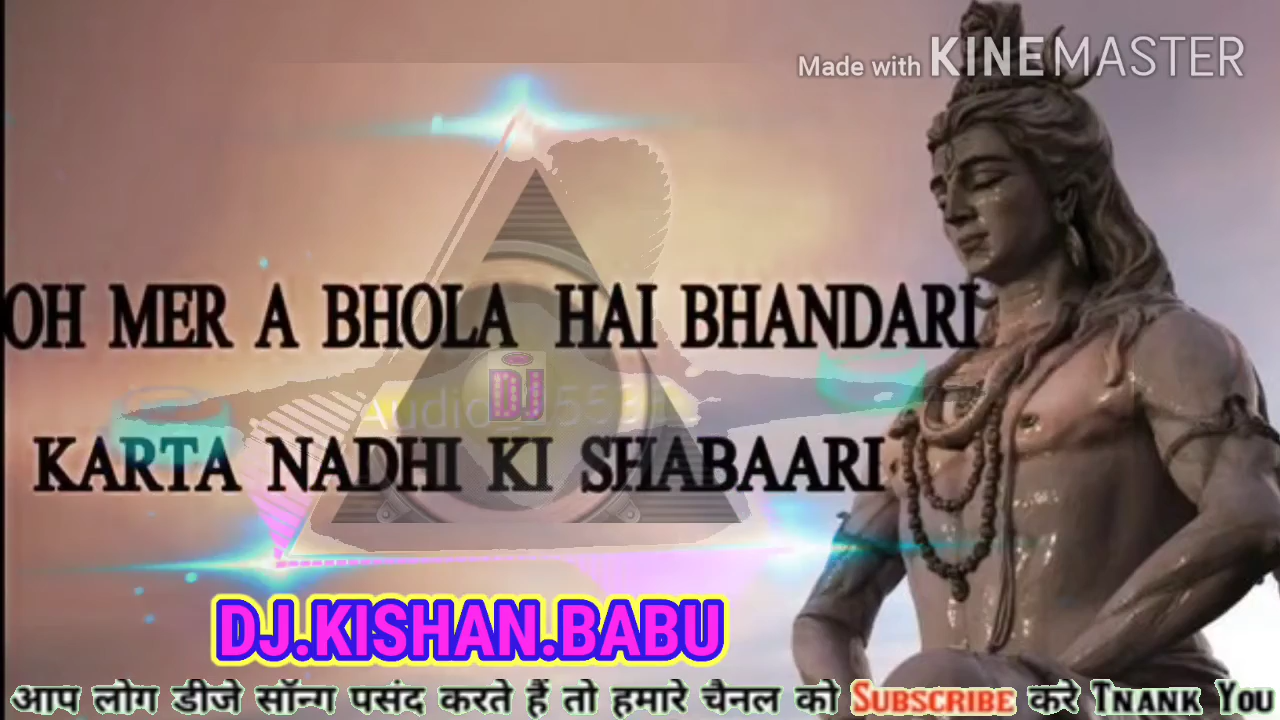 Made with KINEMASTER
OH MER A BHOLA HAI BHANDARI
DJ
KARTA NADHI KI SHABAARI
DJ.KISHAN.BABU
आप लोग डीजे सॉन्ग पसंद करते हैं तो हमारे चैनल को SUBSCRIBE करे TNANK YOU